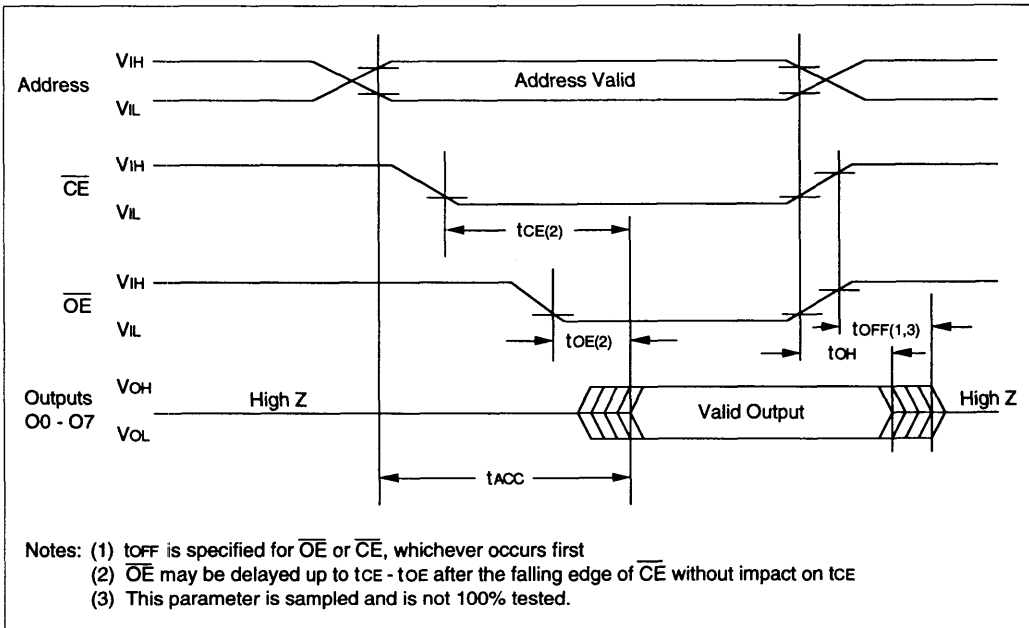 VIH
Address
Address Valid
VIL
VIH
CE
VIL
tCE(2)
VIH
OE
VIL
tOE(2)
tOFF(1,3)
tOH
VOH
Outputs
O0 - O7
High Z
Valid Output
High Z
VOL
tACC
Notes: (1) tOFF is specified for OE or CE, whichever occurs first
(2) OE may be delayed up to tCE - tOE after the falling edge of CE without impact on tCE
(3) This parameter is sampled and is not 100% tested.